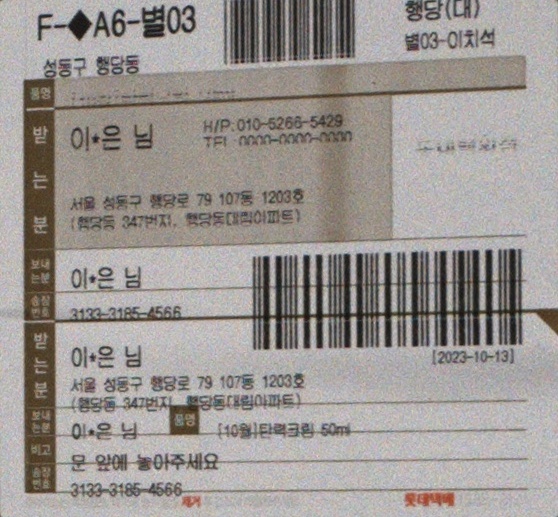 F-◆A6-별03
행당(대)
별03-이치석
성동구 행당동
품명
받는분
이*은 님
H/P:010-5266-5429
TEL:0000-0000-0000
서울 성동구 행당로 79 107동 1203호
(행당동 347번지, 행당동대림아파트)
보내는분
이*은 님
송장번호
3133-3185-4566
받는분
이*은 님
[2023-10-13]
서울 성동구 행당로 79 107동 1203호
(행당동 347번지, 행당동대림아파트)
보내는분
이*은 님
품명
[10월]탄력크림 50ml
비고
문 앞에 놓아주세요
송장번호
3133-3185-4566
제거
롯데택배